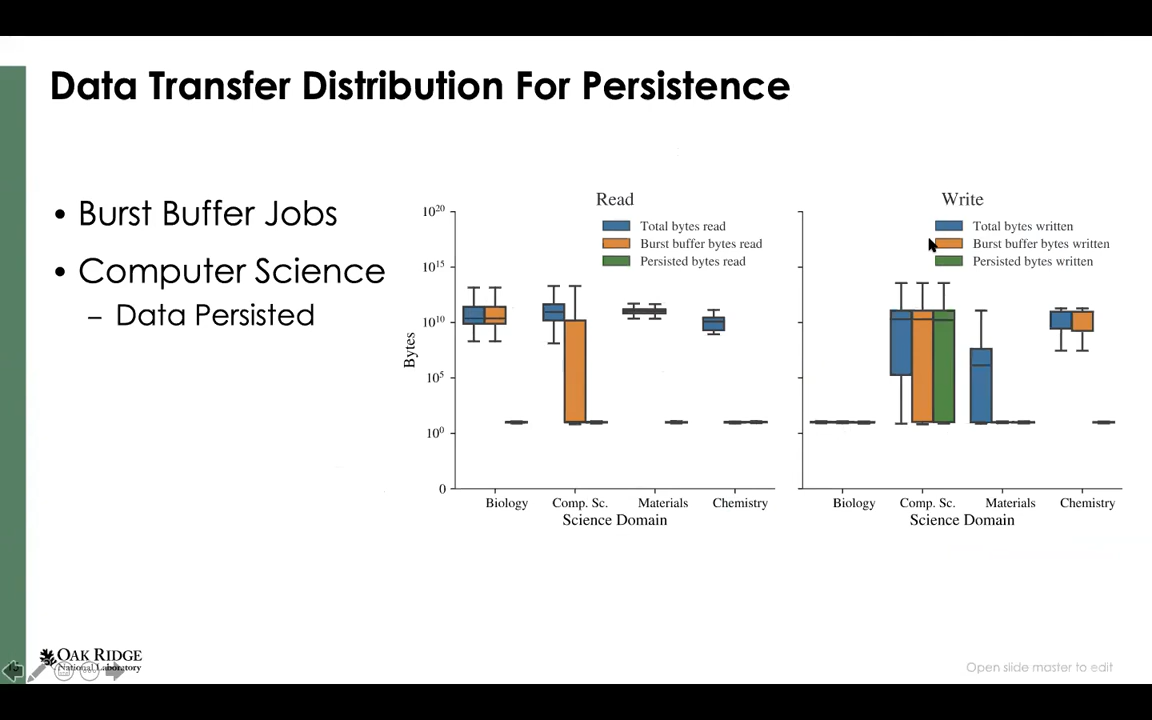 Data Transfer Distribution For Persistence
• Burst Buffer Jobs
• Computer Science
– Data Persisted
Read
Total bytes read
Burst buffer bytes read
Persisted bytes read
10^20
10^15
10^10
10^5
10^0
0
Bytes
Biology
Comp. Sc.
Materials
Chemistry
Science Domain
Write
Total bytes written
Burst buffer bytes written
Persisted bytes written
Biology
Comp. Sc.
Materials
Chemistry
Science Domain
OAK RIDGE
National Laboratory
Open slide master to edit